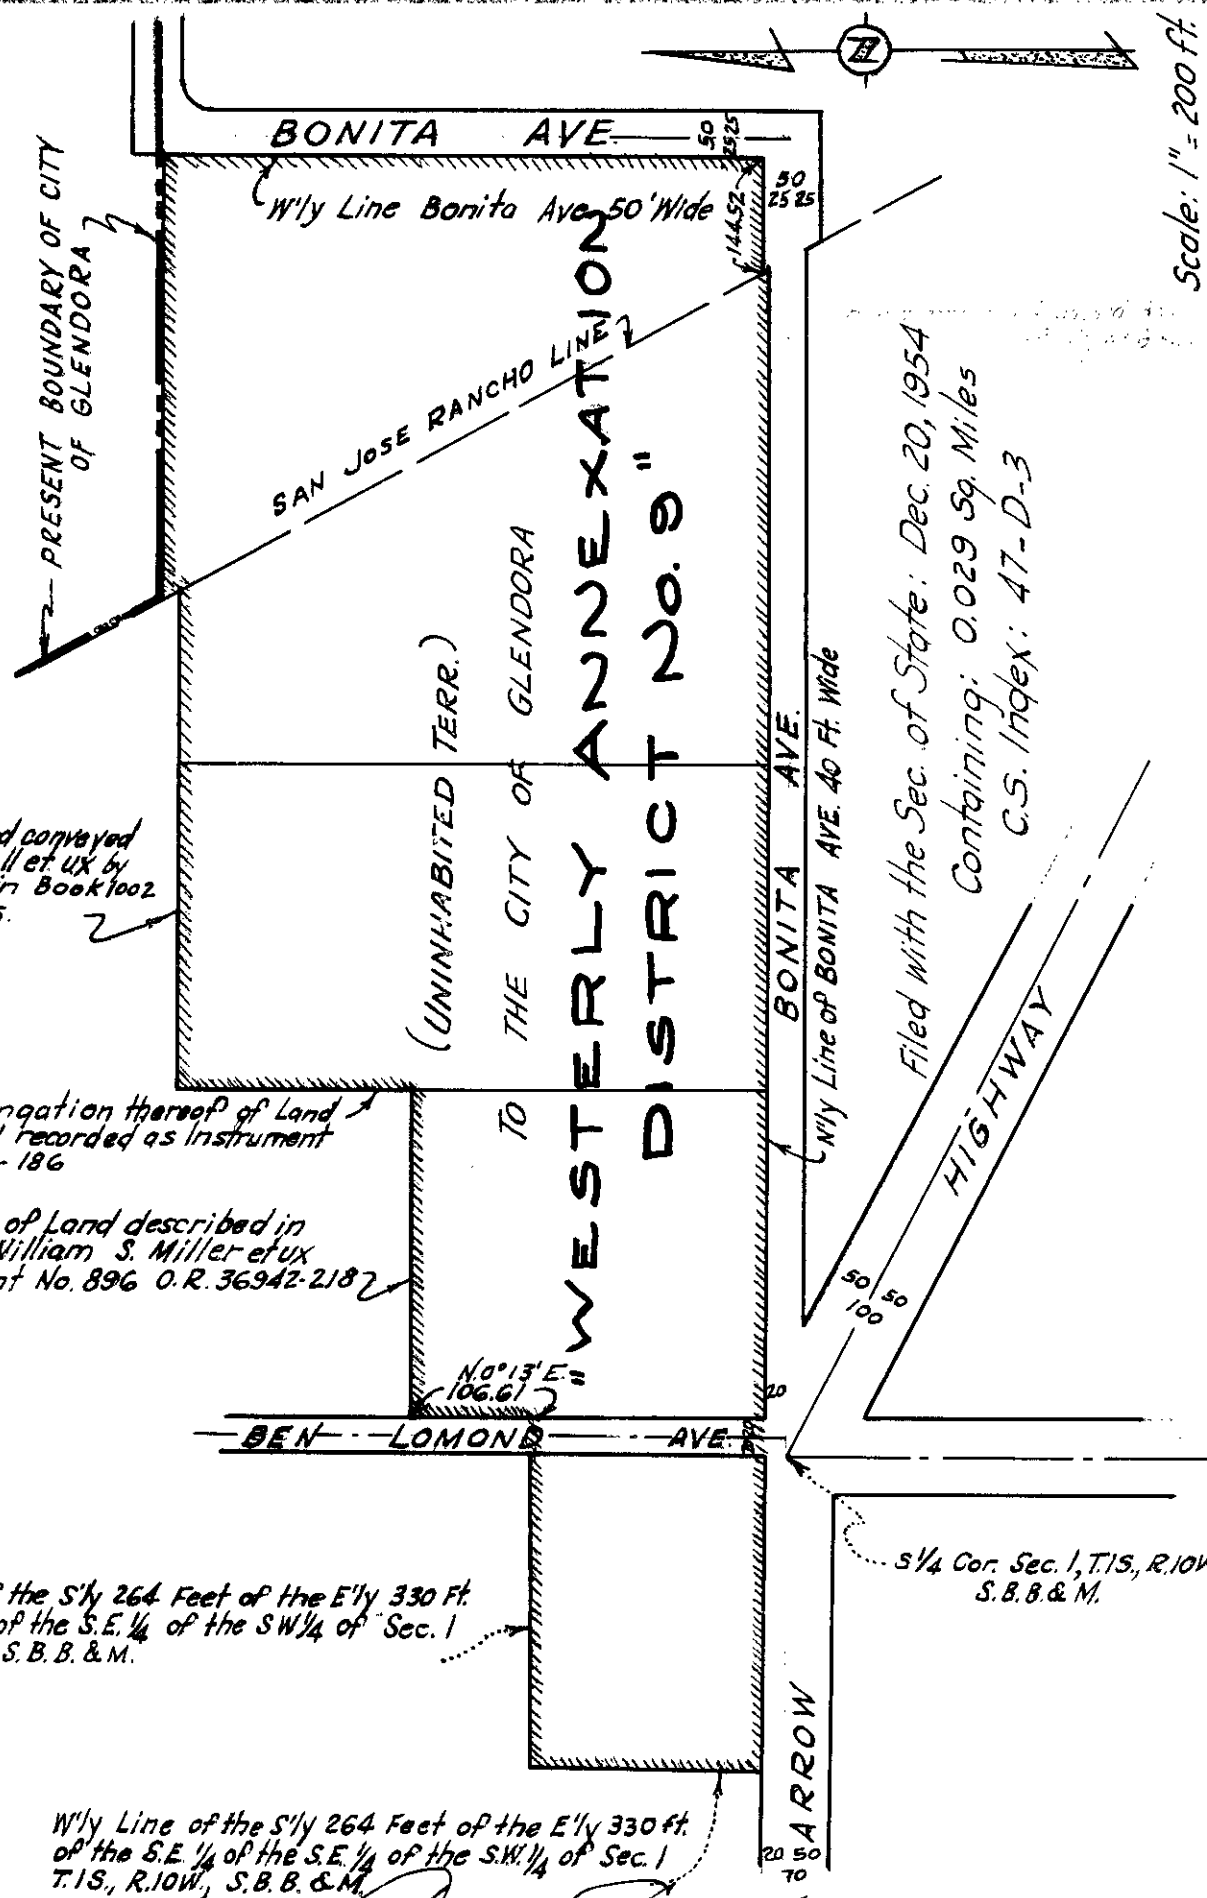 Scale: 1" = 200 ft.
N
BONITA AVE.
50
25 25
W'ly Line Bonita Ave. 50' Wide
144.52
50
25 25
PRESENT BOUNDARY OF CITY
OF GLENDORA
SAN JOSE RANCHO LINE
"WESTERLY ANNEXATION
DISTRICT No. 9"
TO THE CITY OF GLENDORA
(UNINHABITED TERR.)
Filed with the Sec. of State: Dec. 20, 1954
Containing: 0.029 Sq. Miles
C.S. Index: 47-D-3
BONITA AVE.
N'ly Line of BONITA AVE. 40 Ft. Wide
HIGHWAY
50 50
100
d conveyed
ll et ux by
in Book 1002
s.
ngation thereof of Land
d recorded as Instrument
- 186
of Land described in
William S. Miller et ux
nt No. 896 O.R. 36942-218
N.0°13'E.
106.61
20
BEN LOMOND AVE.
20 20
S 1/4 Cor. Sec. 1, T.1S., R.10W
S.B.B. & M.
f the S'ly 264 Feet of the E'ly 330 Ft.
of the S.E. 1/4 of the SW 1/4 of Sec. 1
S.B.B. & M.
W'ly Line of the S'ly 264 Feet of the E'ly 330 ft.
of the S.E. 1/4 of the S.E. 1/4 of the S.W. 1/4 of Sec. 1
T.1S., R.10W., S.B.B. & M.
ARROW
20 50
70